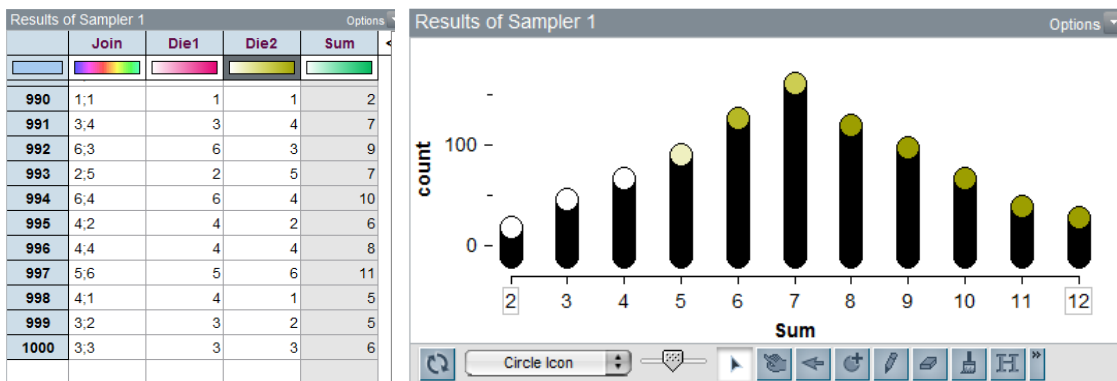 Results of Sampler 1 Options
Join Die1 Die2 Sum <
990 1;1 1 1 2
991 3;4 3 4 7
992 6;3 6 3 9
993 2;5 2 5 7
994 6;4 6 4 10
995 4;2 4 2 6
996 4;4 4 4 8
997 5;6 5 6 11
998 4;1 4 1 5
999 3;2 3 2 5
1000 3;3 3 3 6
Results of Sampler 1 Options
count
100
0
2 3 4 5 6 7 8 9 10 11 12
Sum
Circle Icon H »